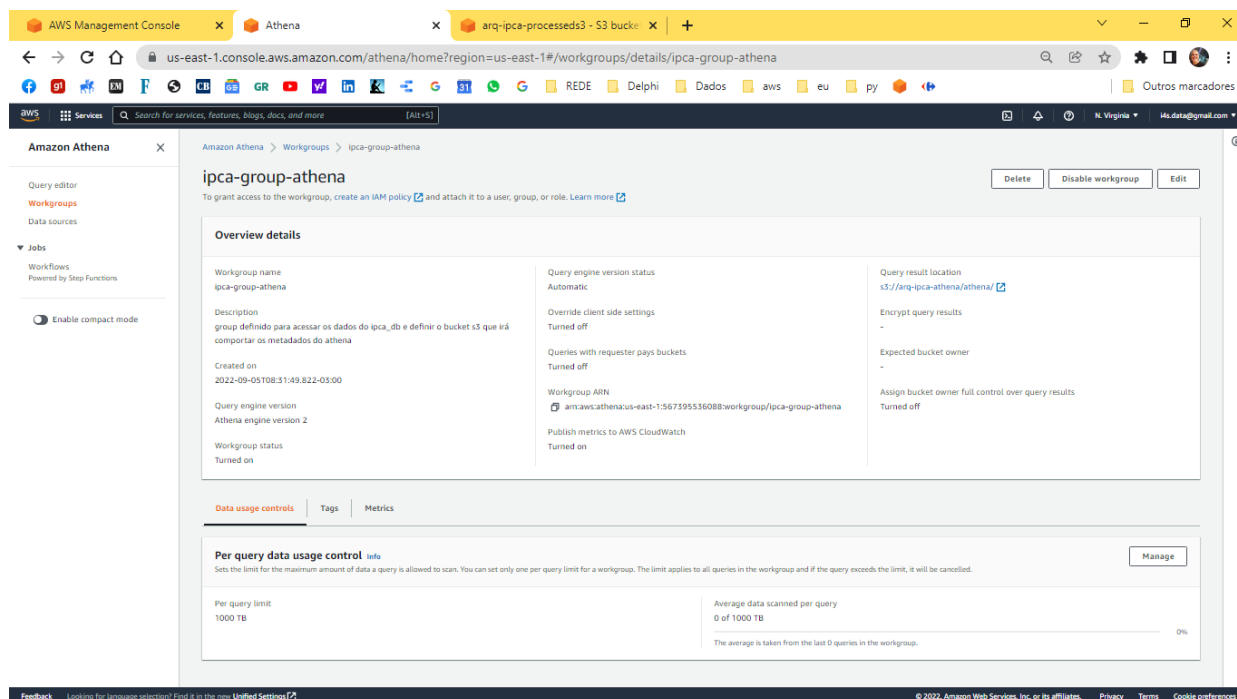 AWS Management Console
Athena
arq-ipca-processeds3 - S3 bucke
us-east-1.console.aws.amazon.com/athena/home?region=us-east-1#/workgroups/details/ipca-group-athena
g1
EM
F
CB
GR
y!
in
K
G
31
G
REDE
Delphi
Dados
aws
eu
py
Outros marcadores
aws
Services
Search for services, features, blogs, docs, and more
[Alt+S]
N. Virginia
i4s.data@gmail.com
Amazon Athena
Query editor
Workgroups
Data sources
Jobs
Workflows
Powered by Step Functions
Enable compact mode
Amazon Athena > Workgroups > ipca-group-athena
ipca-group-athena
To grant access to the workgroup, create an IAM policy and attach it to a user, group, or role. Learn more
Delete
Disable workgroup
Edit
Overview details
Workgroup name
ipca-group-athena
Description
group definido para acessar os dados do ipca_db e definir o bucket s3 que irá
comportar os metadados do athena
Created on
2022-09-05T08:31:49.822-03:00
Query engine version
Athena engine version 2
Workgroup status
Turned on
Query engine version status
Automatic
Override client side settings
Turned off
Queries with requester pays buckets
Turned off
Workgroup ARN
arn:aws:athena:us-east-1:567395536088:workgroup/ipca-group-athena
Publish metrics to AWS CloudWatch
Turned on
Query result location
s3://arq-ipca-athena/athena/
Encrypt query results
-
Expected bucket owner
-
Assign bucket owner full control over query results
Turned off
Data usage controls
Tags
Metrics
Per query data usage control Info
Sets the limit for the maximum amount of data a query is allowed to scan. You can set only one per query limit for a workgroup. The limit applies to all queries in the workgroup and if the query exceeds the limit, it will be cancelled.
Manage
Per query limit
1000 TB
Average data scanned per query
0 of 1000 TB
0%
The average is taken from the last 0 queries in the workgroup.
Feedback
Looking for language selection? Find it in the new Unified Settings
© 2022, Amazon Web Services, Inc. or its affiliates.
Privacy
Terms
Cookie preferences